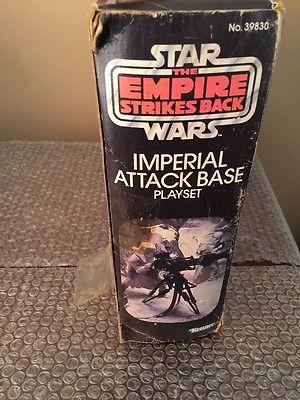 No. 39830
STAR
THE
EMPIRE
STRIKES BACK
WARS
IMPERIAL
ATTACK BASE
PLAYSET
Kenner